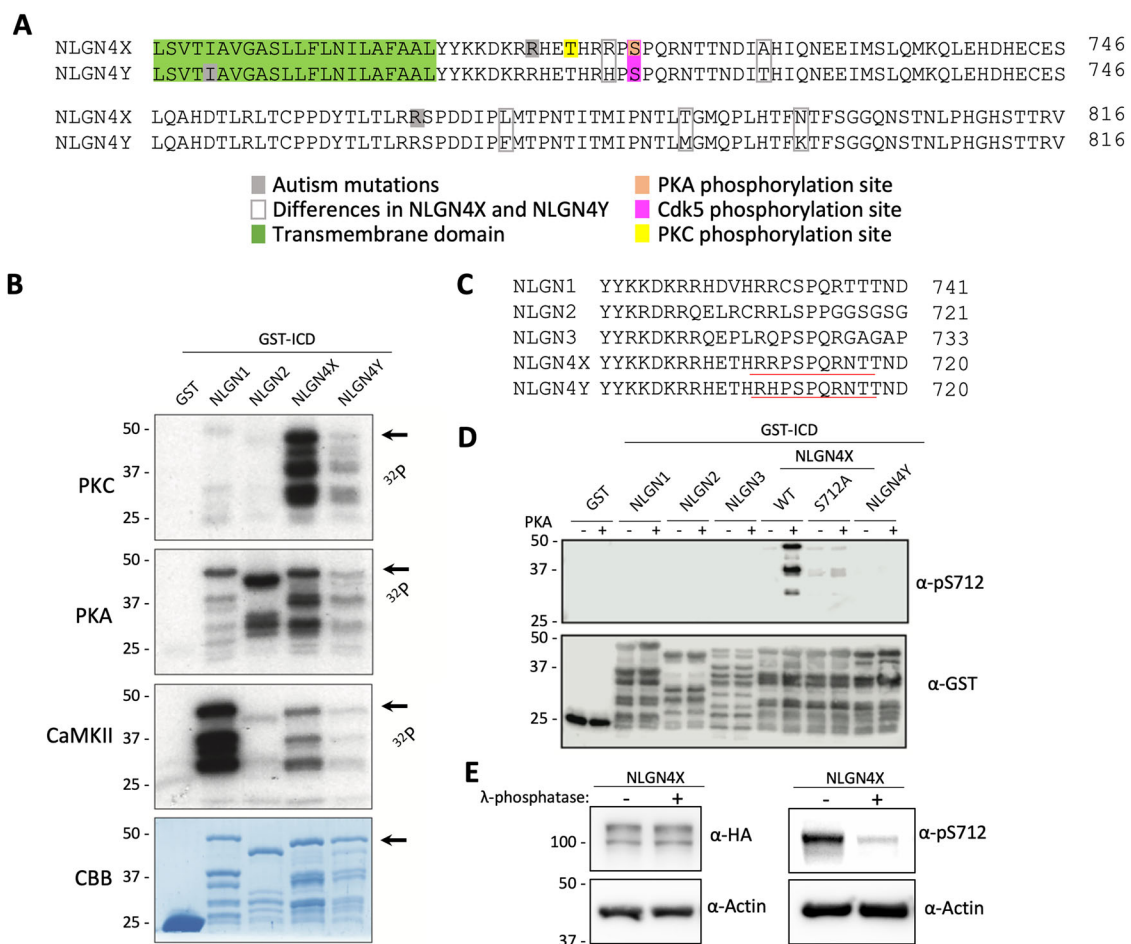 A
NLGN4X LSVTIAVGASLLFLNILAFAALYYKKDKRRHETHRRPSPQRNTTNDIAHIQNEEIMSLQMKQLEHDHECES 746
NLGN4Y LSVTIAVGASLLFLNILAFAALYYKKDKRRHETHRHPSPQRNTTNDITHIQNEEIMSLQMKQLEHDHECES 746
NLGN4X LQAHDTLRLTCPPDYTLTLRRSPDDIPLMTPNTITMIPNTLTGMQPLHTFNTFSGGQNSTNLPHGHSTTRV 816
NLGN4Y LQAHDTLRLTCPPDYTLTLRRSPDDIPFMTPNTITMIPNTLMGMQPLHTFKTFSGGQNSTNLPHGHSTTRV 816
Autism mutations
Differences in NLGN4X and NLGN4Y
Transmembrane domain
PKA phosphorylation site
Cdk5 phosphorylation site
PKC phosphorylation site
B
GST-ICD
GST NLGN1 NLGN2 NLGN4X NLGN4Y
50 -
37 -
25 -
PKC
32P
50 -
37 -
25 -
PKA
32P
50 -
37 -
25 -
CaMKII
32P
50 -
37 -
25 -
CBB
C
NLGN1 YYKKDKRRHDVHRRCSPQRTTTND 741
NLGN2 YYKRDRRQELRCRRLSPPGGSGSG 721
NLGN3 YYRKDKRRQEPLRQPSPQRGAGAP 733
NLGN4X YYKKDKRRHETHRRPSPQRNTTND 720
NLGN4Y YYKKDKRRHETHRHPSPQRNTTND 720
D
GST-ICD
NLGN4X
GST NLGN1 NLGN2 NLGN3 WT S712A NLGN4Y
PKA - + - + - + - + - + - + - +
50 -
37 -
25 -
α-pS712
50 -
37 -
25 -
α-GST
E
NLGN4X
λ-phosphatase: - +
100 -
α-HA
50 -
37 -
α-Actin
NLGN4X
- +
α-pS712
α-Actin